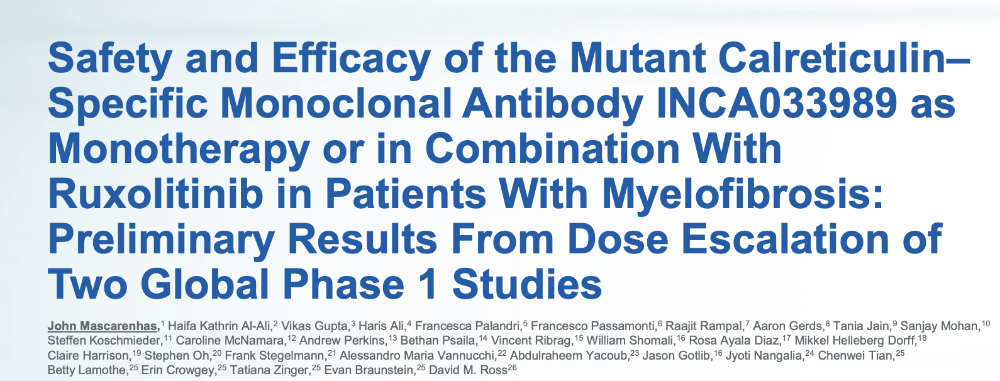 Safety and Efficacy of the Mutant Calreticulin–
Specific Monoclonal Antibody INCA033989 as
Monotherapy or in Combination With
Ruxolitinib in Patients With Myelofibrosis:
Preliminary Results From Dose Escalation of
Two Global Phase 1 Studies
John Mascarenhas,¹ Haifa Kathrin Al-Ali,² Vikas Gupta,³ Haris Ali,⁴ Francesca Palandri,⁵ Francesco Passamonti,⁶ Raajit Rampal,⁷ Aaron Gerds,⁸ Tania Jain,⁹ Sanjay Mohan,¹⁰
Steffen Koschmieder,¹¹ Caroline McNamara,¹² Andrew Perkins,¹³ Bethan Psaila,¹⁴ Vincent Ribrag,¹⁵ William Shomali,¹⁶ Rosa Ayala Diaz,¹⁷ Mikkel Helleberg Dorff,¹⁸
Claire Harrison,¹⁹ Stephen Oh,²⁰ Frank Stegelmann,²¹ Alessandro Maria Vannucchi,²² Abdulraheem Yacoub,²³ Jason Gotlib,¹⁶ Jyoti Nangalia,²⁴ Chenwei Tian,²⁵
Betty Lamothe,²⁵ Erin Crowgey,²⁵ Tatiana Zinger,²⁵ Evan Braunstein,²⁵ David M. Ross²⁶